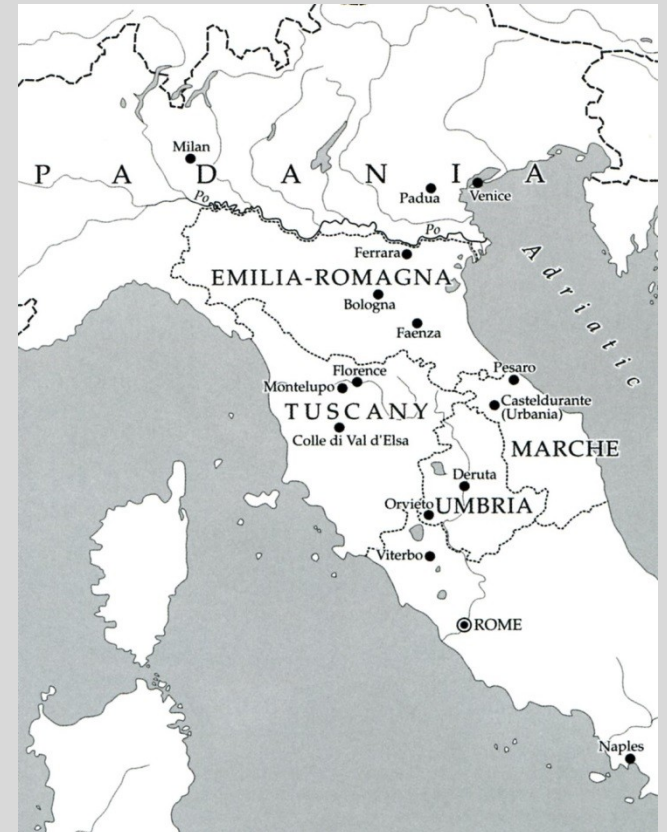 Milan
P A D A N I A
Padua
Venice
Po
Po
Ferrara
EMILIA-ROMAGNA
Bologna
Faenza
Adriatic
Florence
Montelupo
Pesaro
TUSCANY
Casteldurante
(Urbania)
Colle di Val d'Elsa
MARCHE
Deruta
Orvieto
UMBRIA
Viterbo
ROME
Naples